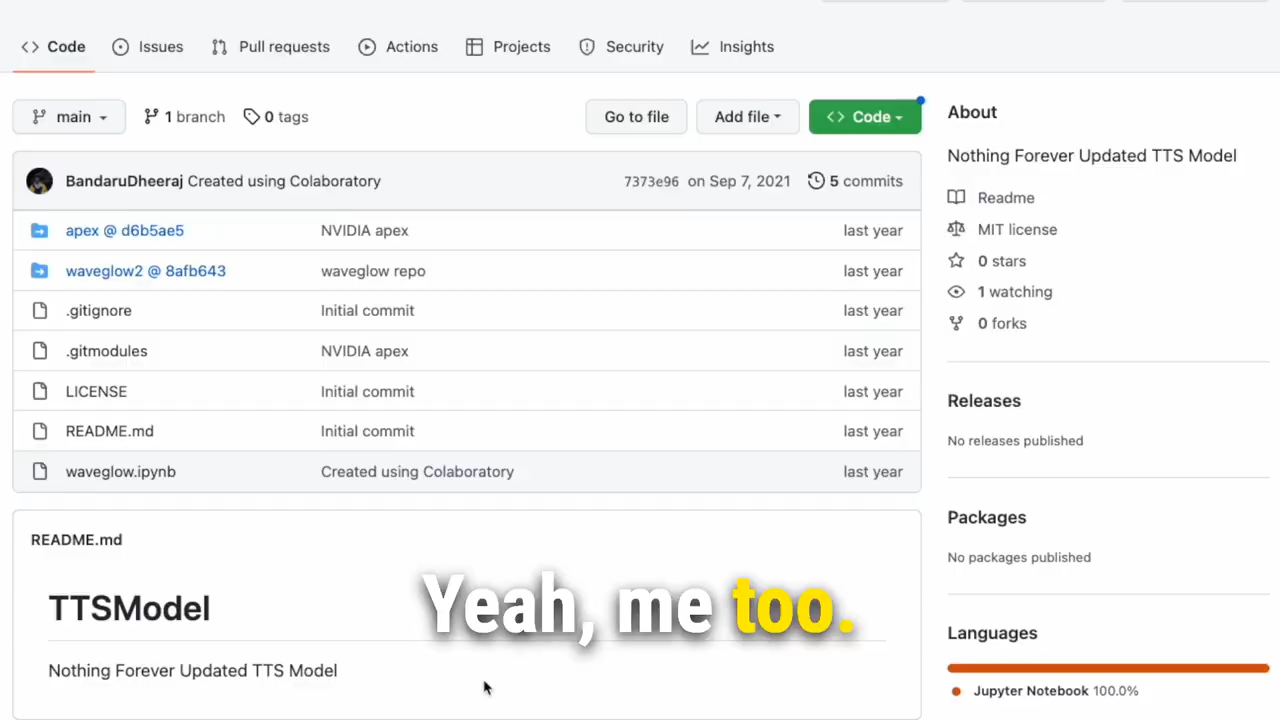 Code Issues Pull requests Actions Projects Security Insights
main 1 branch 0 tags Go to file Add file Code
BandaruDheeraj Created using Colaboratory 7373e96 on Sep 7, 2021 5 commits
apex @ d6b5ae5 NVIDIA apex last year
waveglow2 @ 8afb643 waveglow repo last year
.gitignore Initial commit last year
.gitmodules NVIDIA apex last year
LICENSE Initial commit last year
README.md Initial commit last year
waveglow.ipynb Created using Colaboratory last year
README.md
TTSModel
Nothing Forever Updated TTS Model
Yeah, me too.
About
Nothing Forever Updated TTS Model
Readme
MIT license
0 stars
1 watching
0 forks
Releases
No releases published
Packages
No packages published
Languages
Jupyter Notebook 100.0%